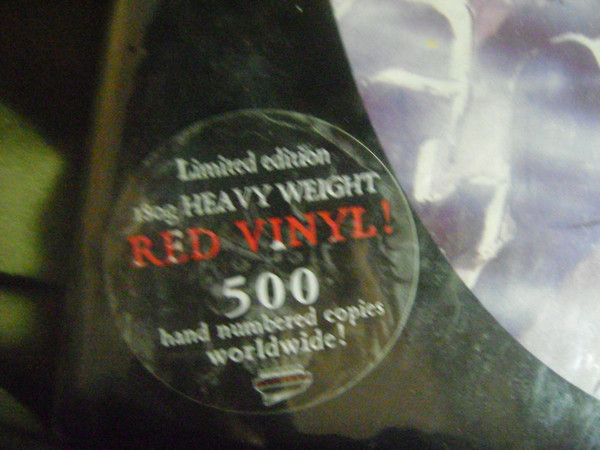 Limited edition
180g HEAVY WEIGHT
RED VINYL!
500
hand numbered copies
worldwide!